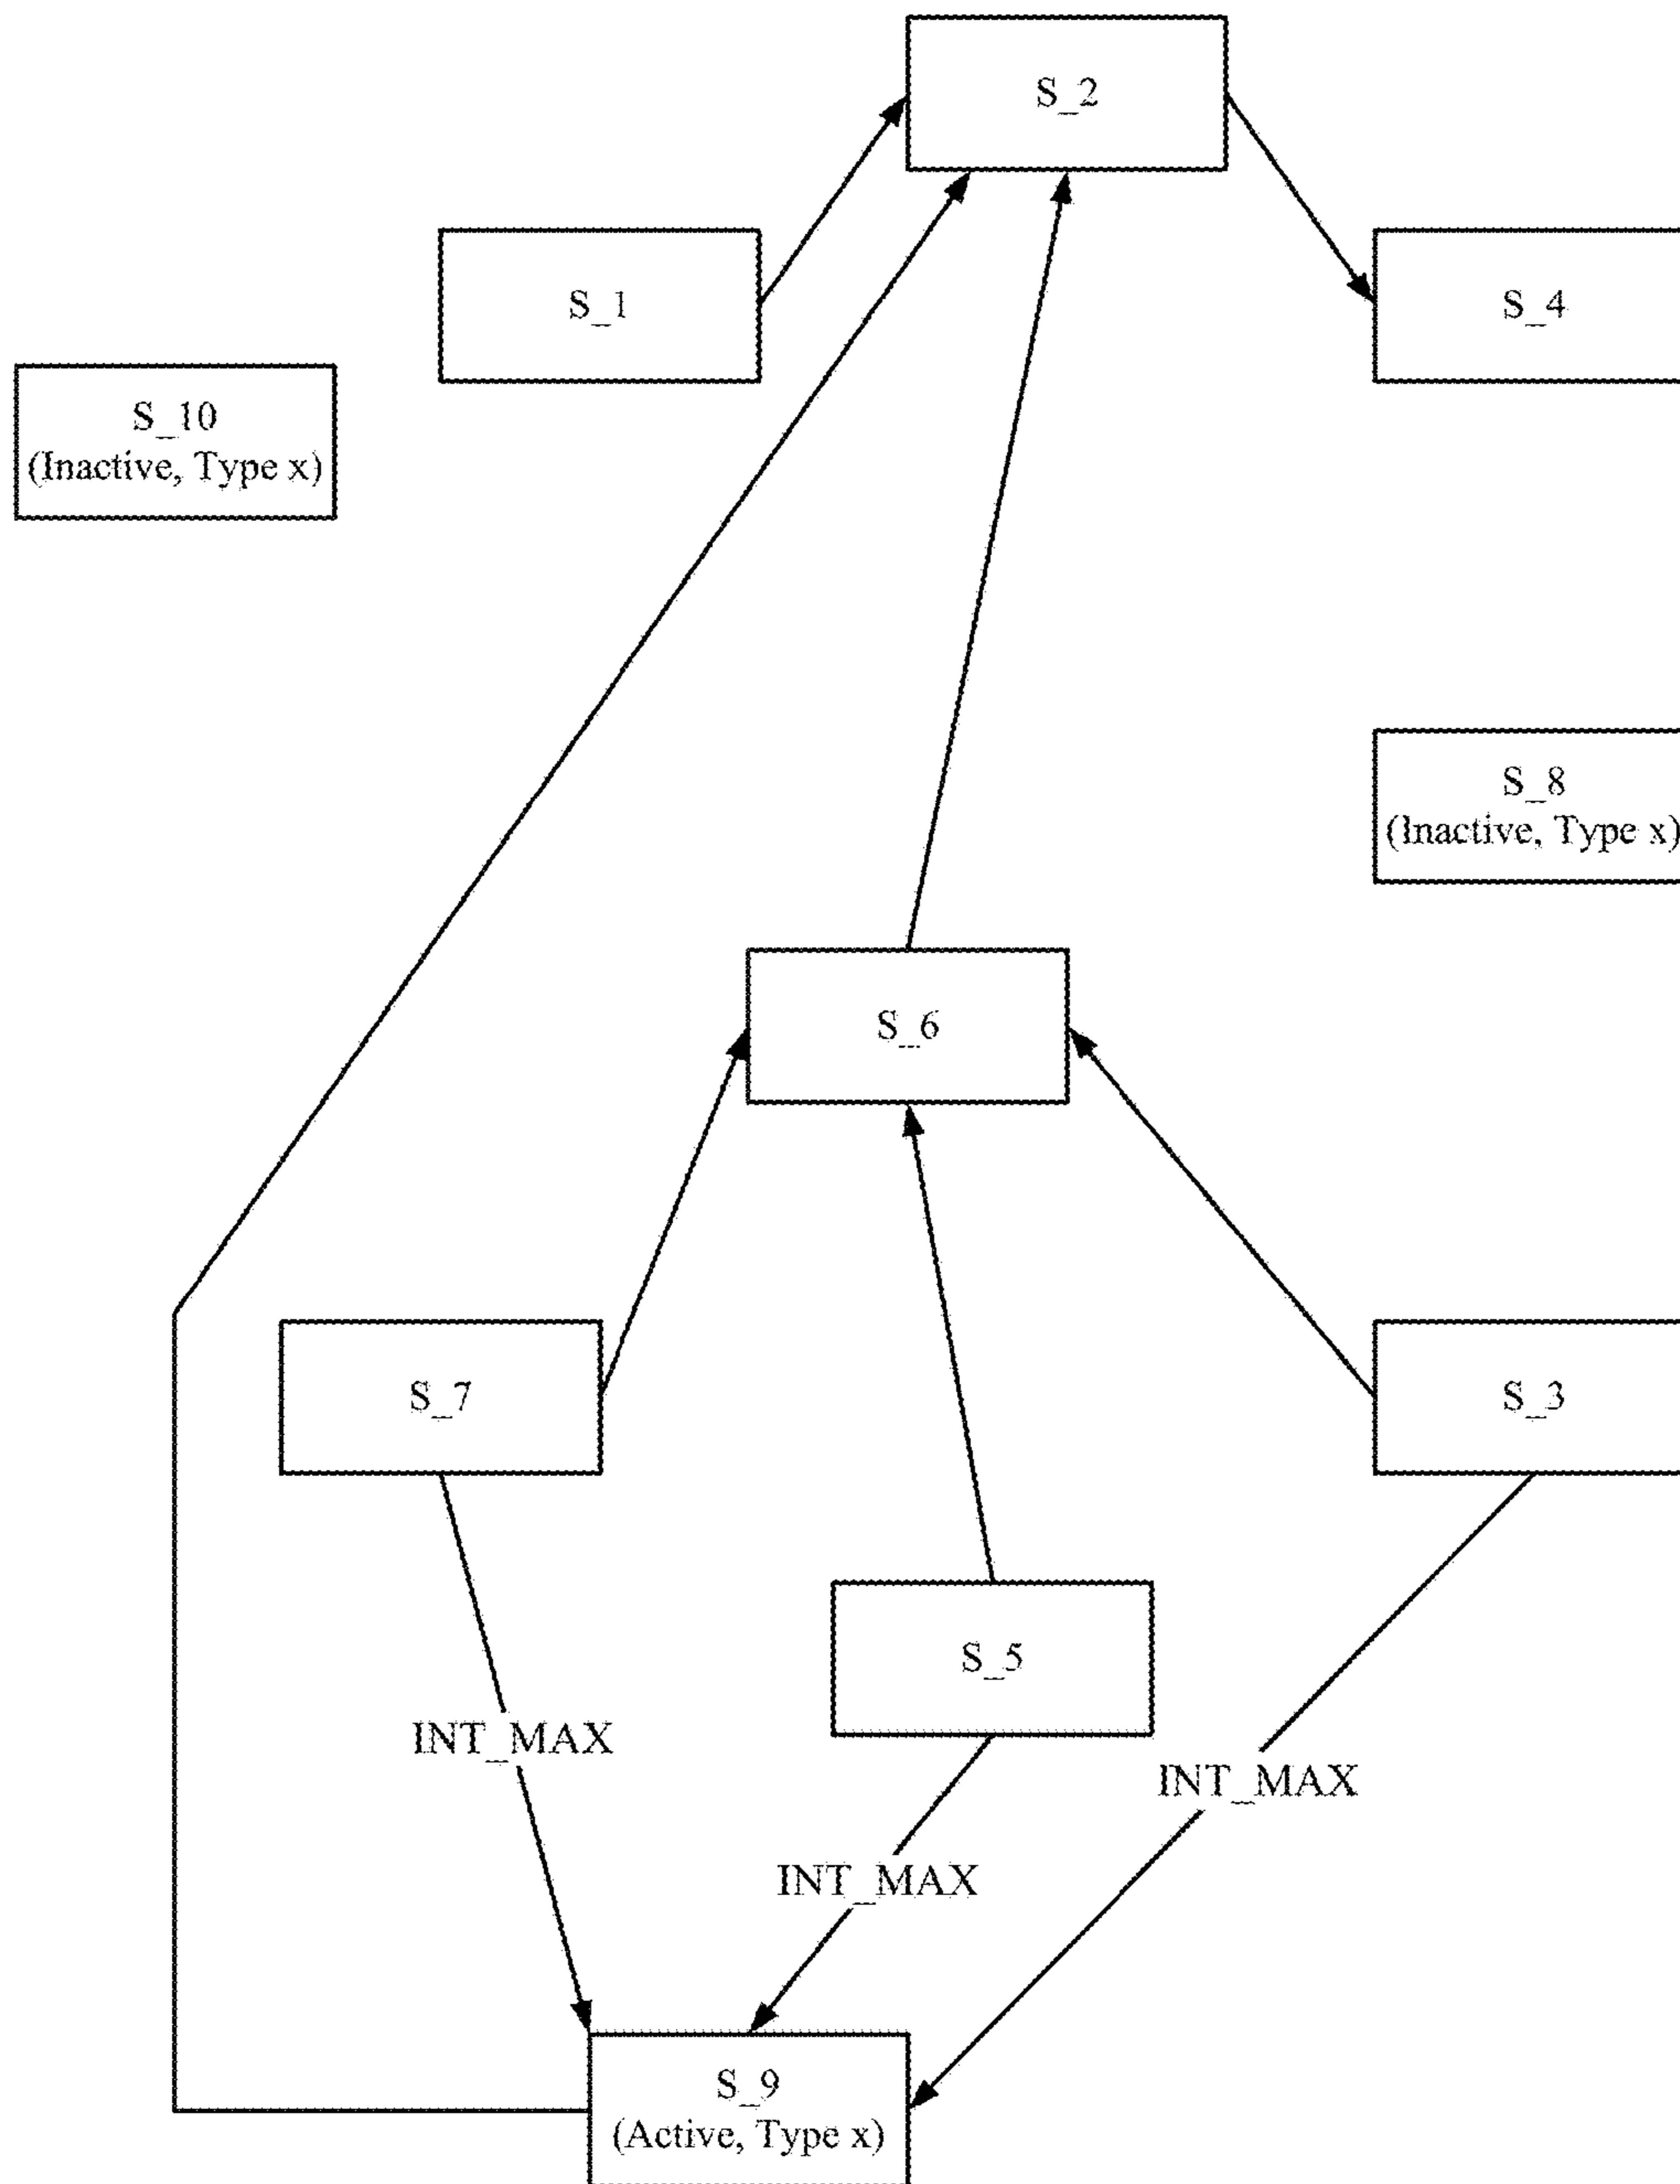 S_2
S_1
S_4
S_10
(Inactive, Type x)
S_8
(Inactive, Type x)
S_6
S_7
S_3
S_5
INT_MAX
INT_MAX
INT_MAX
S_9
(Active, Type x)